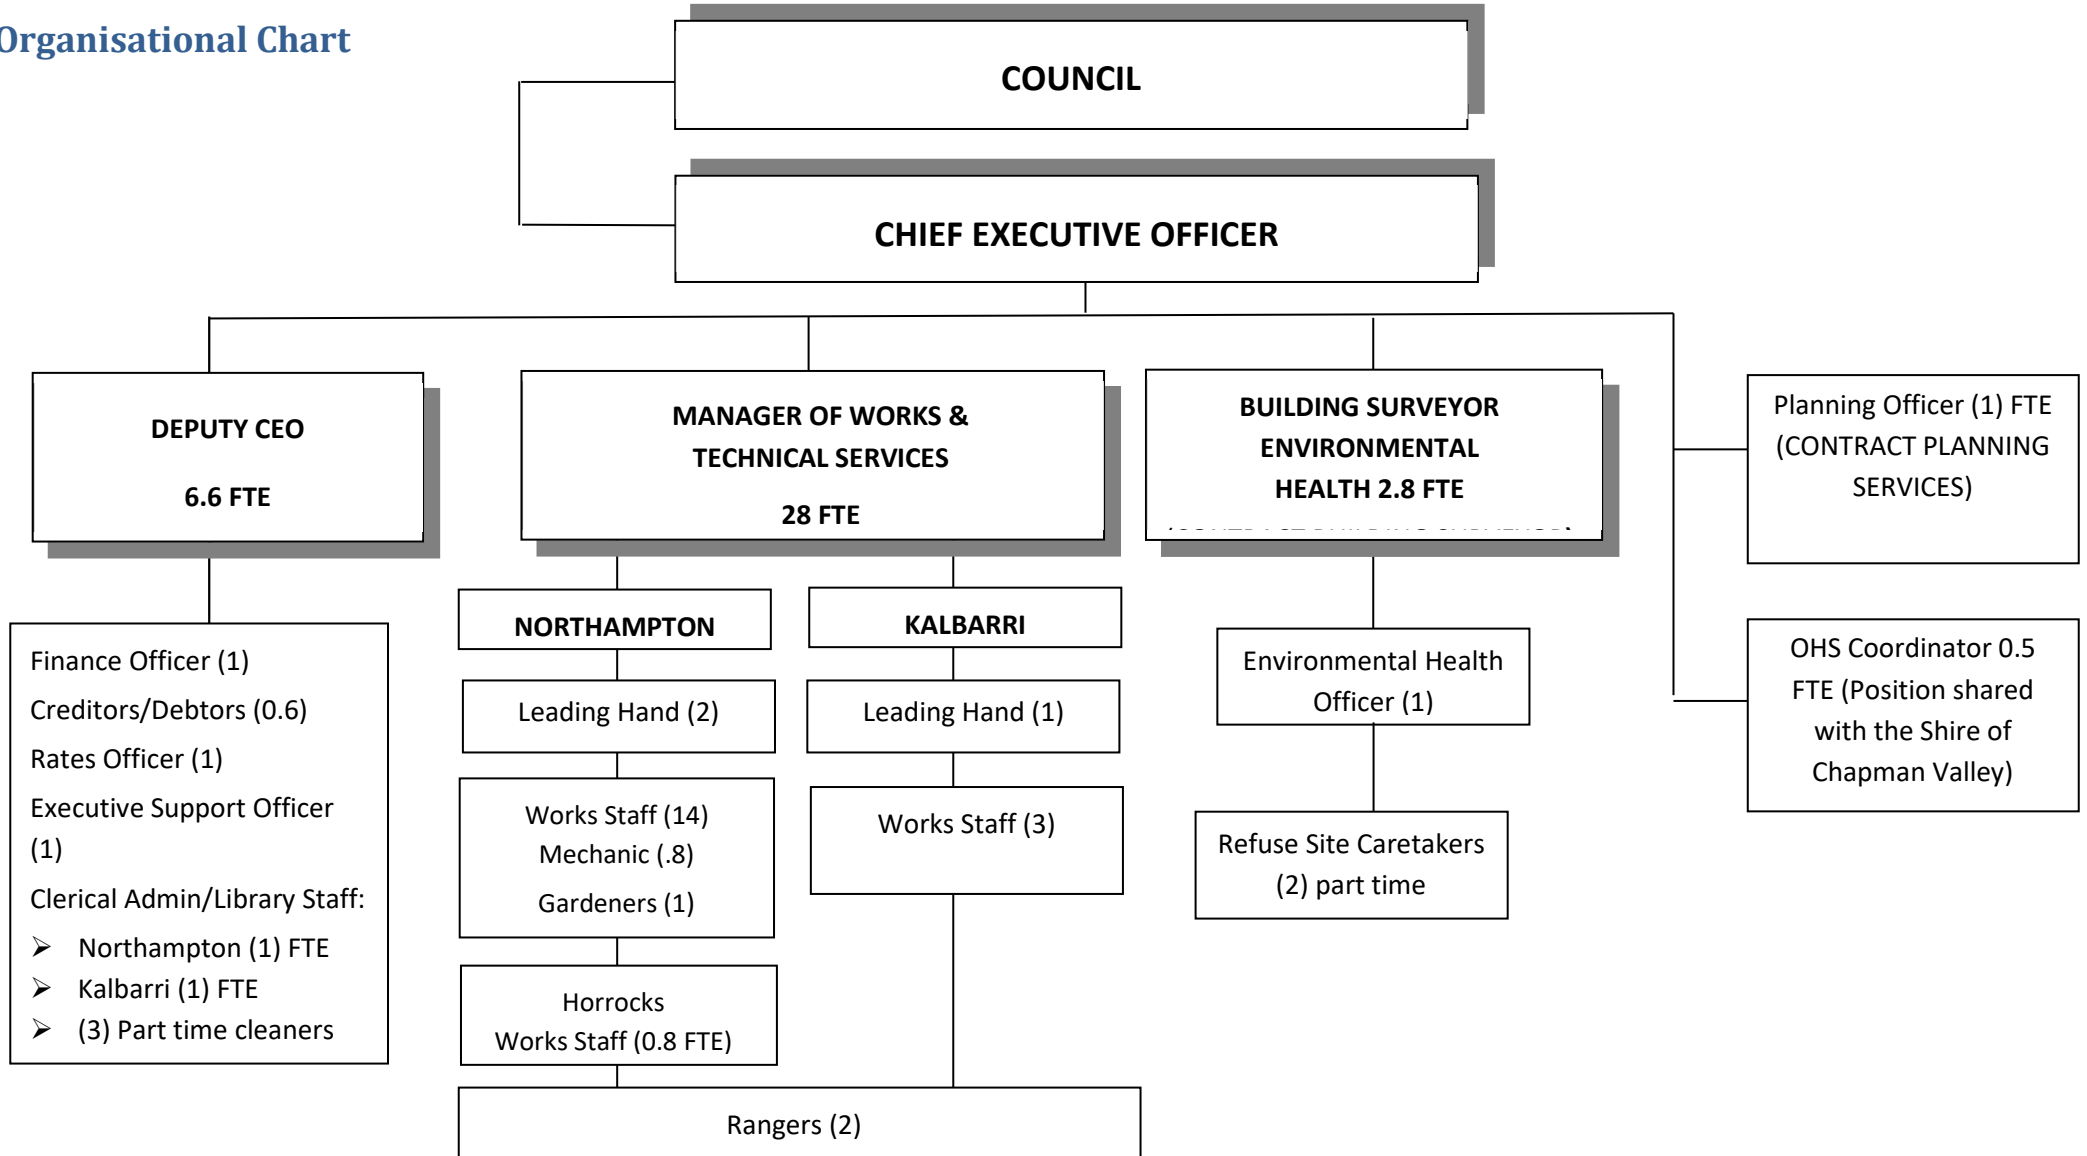 Organisational Chart
COUNCIL
CHIEF EXECUTIVE OFFICER
DEPUTY CEO
6.6 FTE
MANAGER OF WORKS &
TECHNICAL SERVICES
28 FTE
BUILDING SURVEYOR
ENVIRONMENTAL
HEALTH 2.8 FTE
Planning Officer (1) FTE
(CONTRACT PLANNING
SERVICES)
OHS Coordinator 0.5
FTE (Position shared
with the Shire of
Chapman Valley)
Finance Officer (1)
Creditors/Debtors (0.6)
Rates Officer (1)
Executive Support Officer
(1)
Clerical Admin/Library Staff:
➢ Northampton (1) FTE
➢ Kalbarri (1) FTE
➢ (3) Part time cleaners
NORTHAMPTON
Leading Hand (2)
Works Staff (14)
Mechanic (.8)
Gardeners (1)
Horrocks
Works Staff (0.8 FTE)
KALBARRI
Leading Hand (1)
Works Staff (3)
Rangers (2)
Environmental Health
Officer (1)
Refuse Site Caretakers
(2) part time